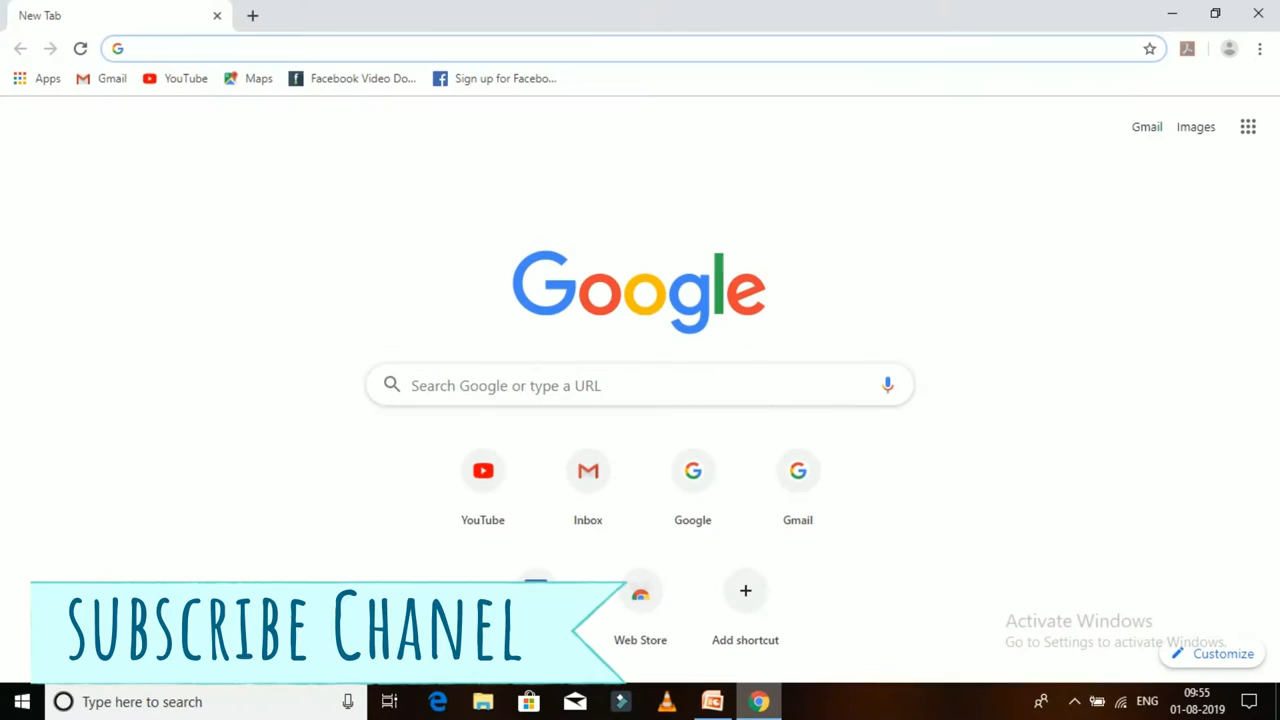 New Tab
Apps Gmail YouTube Maps Facebook Video Do... Sign up for Facebo...
Gmail Images
Google
Search Google or type a URL
YouTube Inbox Google Gmail
Web Store Add shortcut
SUBSCRIBE CHANEL
Activate Windows
Go to Settings to activate Windows.
Customize
Type here to search
ENG
09:55
01-08-2019